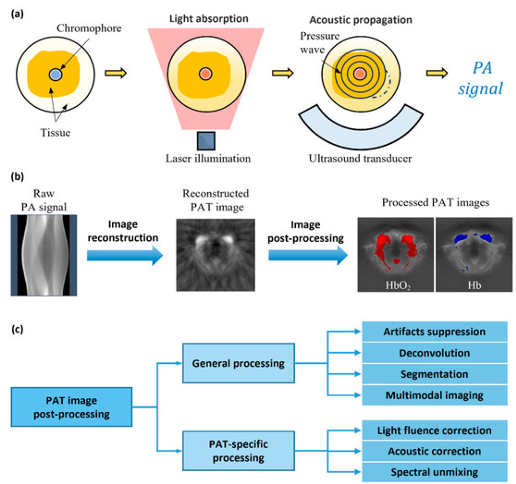 (a)
Chromophore
Tissue
Light absorption
Laser illumination
Acoustic propagation
Pressure
wave
Ultrasound transducer
PA
signal
(b)
Raw
PA signal
Image
reconstruction
Reconstructed
PAT image
Image
post-processing
Processed PAT images
HbO₂
Hb
(c)
PAT image
post-processing
General processing
Artifacts suppression
Deconvolution
Segmentation
Multimodal imaging
PAT-specific
processing
Light fluence correction
Acoustic correction
Spectral unmixing